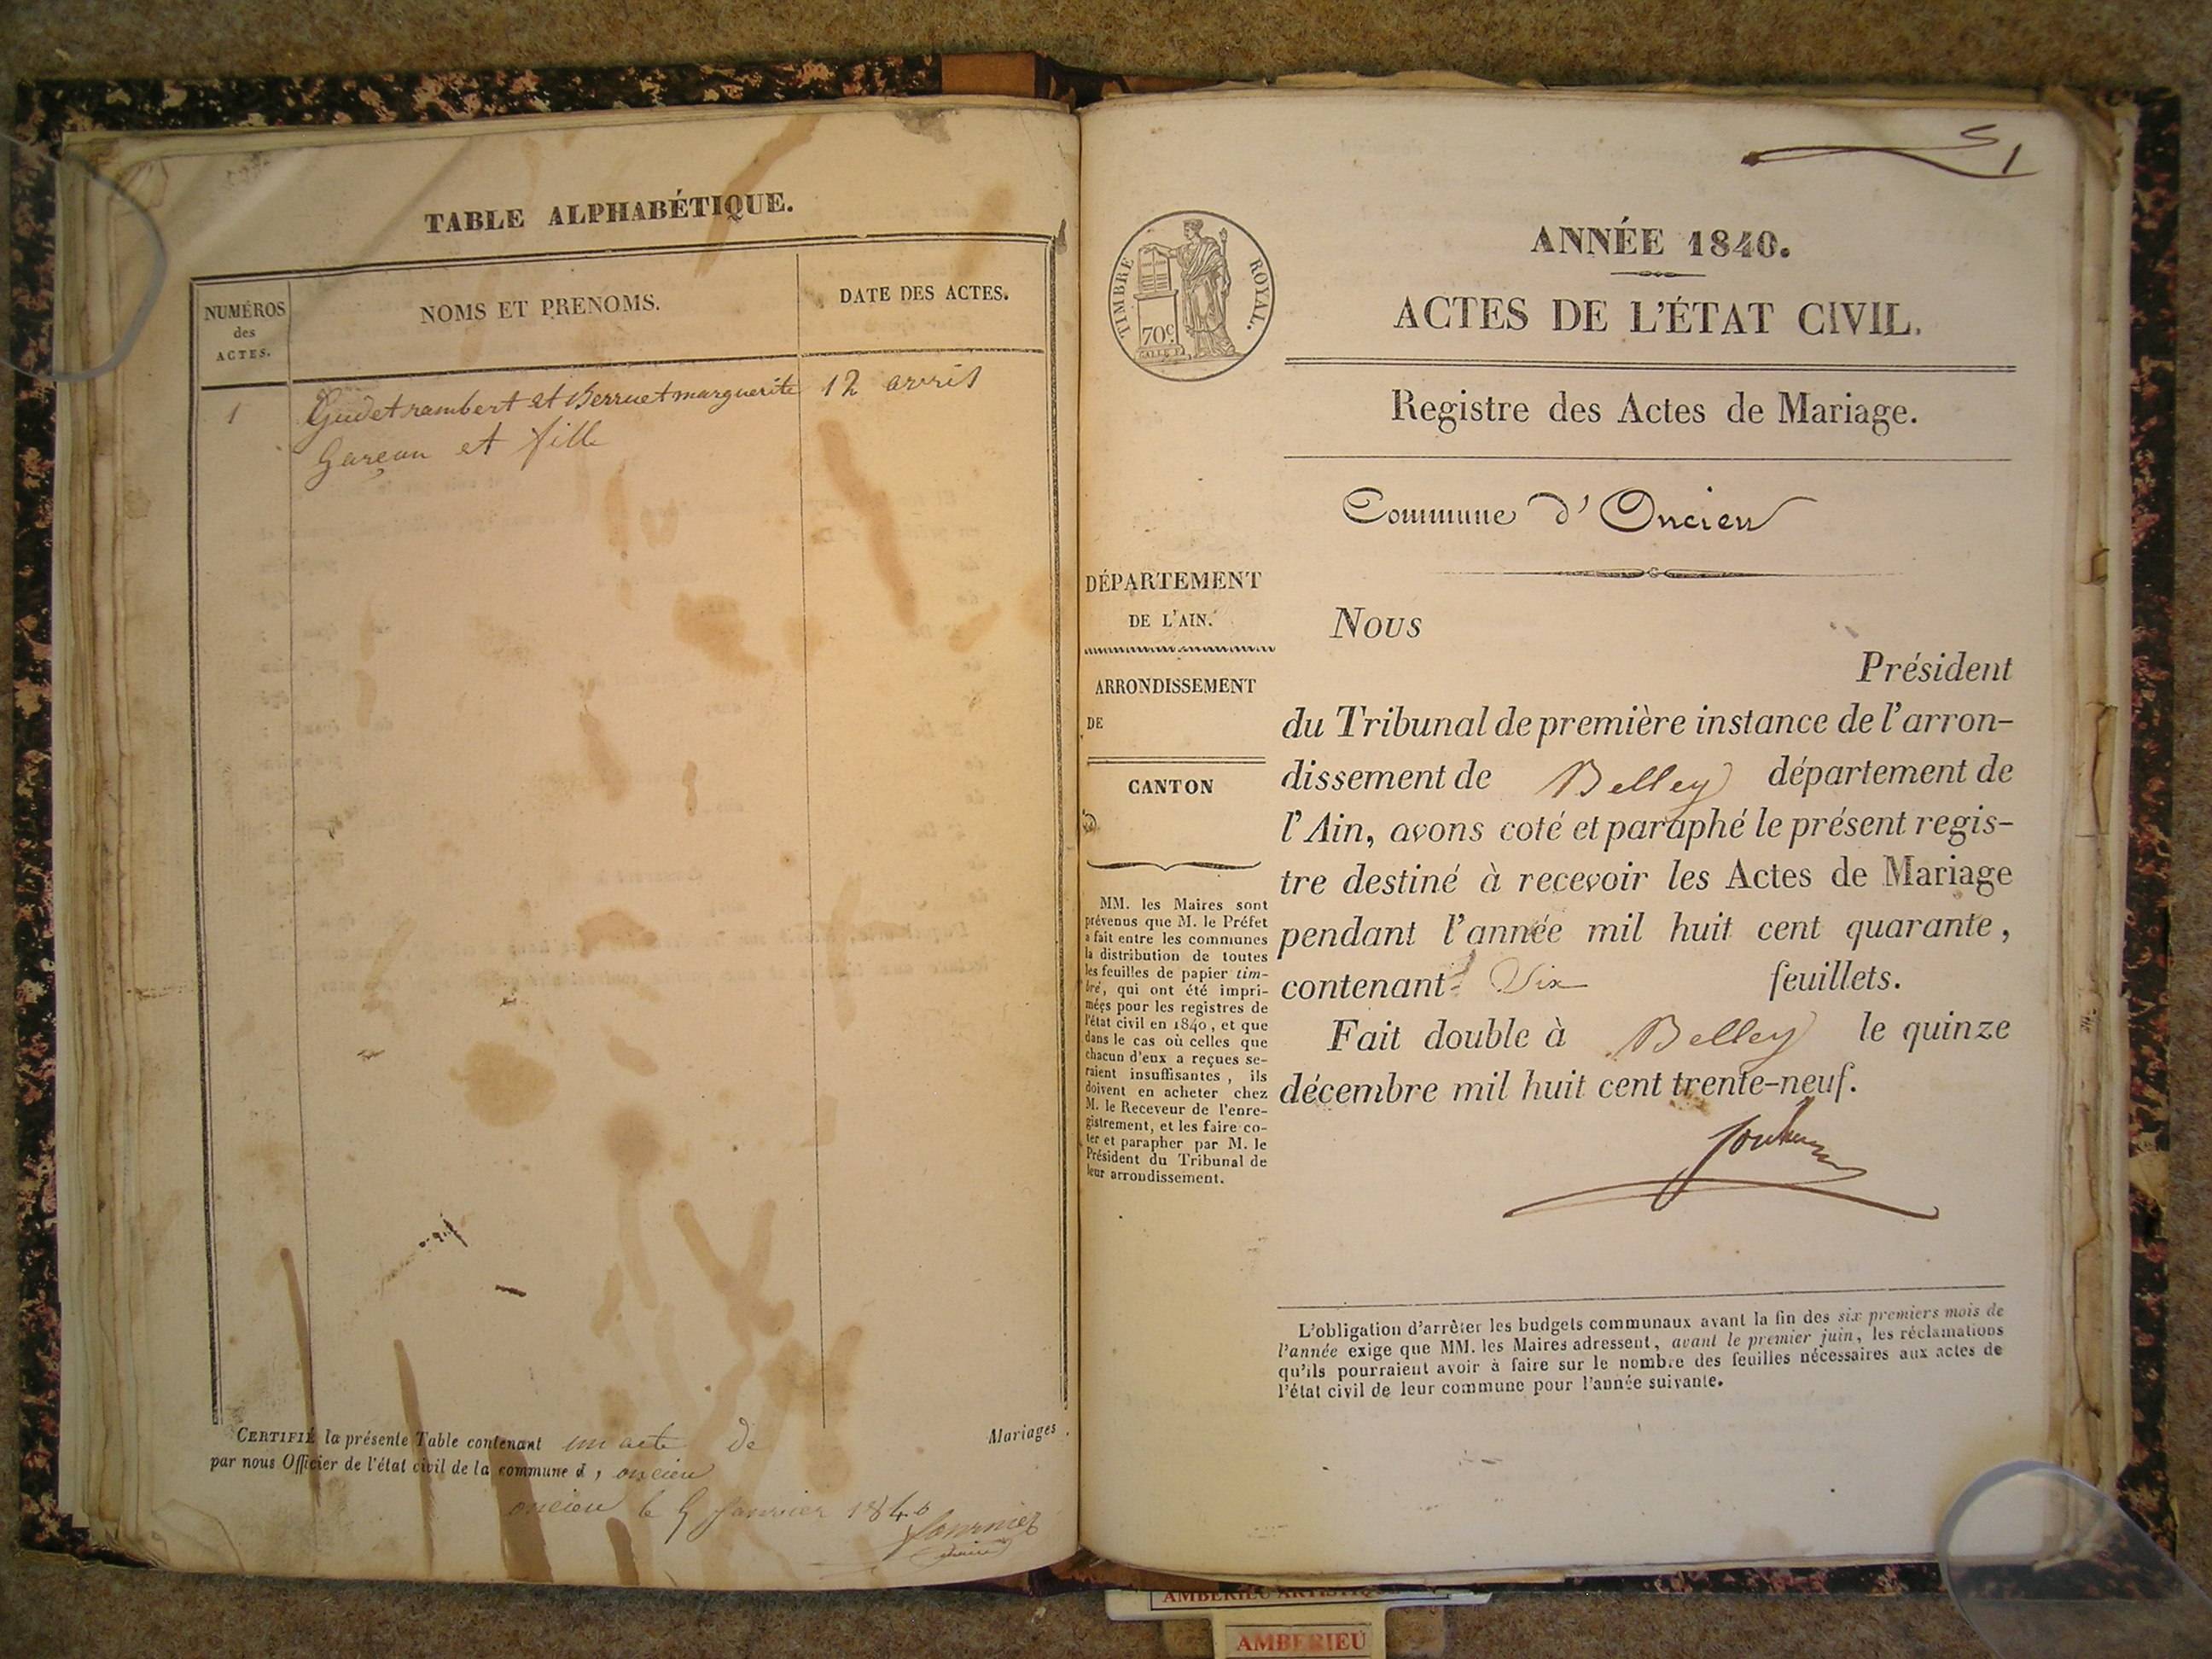 TABLE ALPHABÉTIQUE.
NUMÉROS
des
ACTES.
NOMS ET PRENOMS.
DATE DES ACTES.
1
Gudet rambert et Berruet marguerite
12 avril
Garçon et fille
CERTIFIÉ la présente Table contenant un acte de Mariages
par nous Officier de l'état civil de la commune d, oncieu
oncieu le 9 Janvier 1840
fournier
maire
51
TIMBRE ROYAL.
70c.
ANNÉE 1840.
ACTES DE L'ÉTAT CIVIL.
Registre des Actes de Mariage.
Commune d'Oncieu
DÉPARTEMENT
DE L'AIN.
ARRONDISSEMENT
DE
CANTON
MM. les Maires sont
prévenus que M. le Préfet
a fait entre les communes
la distribution de toutes
les feuilles de papier tim-
bré, qui ont été impri-
mées pour les registres de
l'état civil en 1840, et que
dans le cas où celles que
chacun d'eux a reçues se-
raient insuffisantes, ils
doivent en acheter chez
M. le Receveur de l'enre-
gistrement, et les faire co-
ter et parapher par M. le
Président du Tribunal de
leur arrondissement.
Nous
Président
du Tribunal de première instance de l'arron-
dissement de Belley département de
l'Ain, avons coté et paraphé le présent regis-
tre destiné à recevoir les Actes de Mariage
pendant l'année mil huit cent quarante,
contenant Six feuillets.
Fait double à Belley le quinze
décembre mil huit cent trente-neuf.
L'obligation d'arrêter les budgets communaux avant la fin des six premiers mois de
l'année exige que MM. les Maires adressent, avant le premier juin, les réclamations
qu'ils pourraient avoir à faire sur le nombre des feuilles nécessaires aux actes de
l'état civil de leur commune pour l'année suivante.
AMBERIEU ARTISTIQUE
AMBERIEU